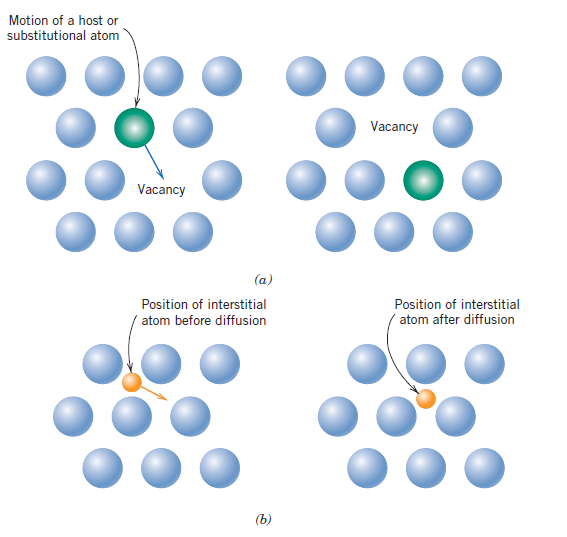 Motion of a host or
substitutional atom
Vacancy
Vacancy
(a)
Position of interstitial
atom before diffusion
Position of interstitial
atom after diffusion
(b)